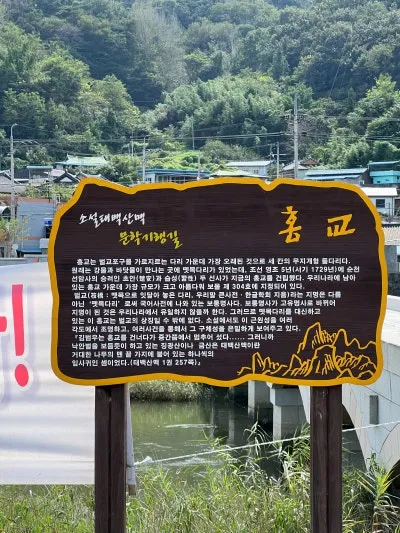 소설태백산맥
문학기행길
홍교
홍교는 벌교포구를 가로지르는 다리 가운데 가장 오래된 것으로 세 칸의 무지개형 돌다리다.
원래는 강물과 바닷물이 만나는 곳에 뗏목다리가 있었는데, 조선 영조 5년(서기 1729년)에 순천
선암사의 초안(楚安)과 습성(習性) 두 선사가 지금의 홍교를 건립했다. 우리나라에 남아
있는 홍교 가운데 가장 규모가 크고 아름다워 보물 제 304호에 지정되어 있다.
벌교(筏橋 : 뗏목으로 잇달아 놓은 다리, 우리말 큰사전 · 한글학회 지음)라는 지명은 다름
아닌 '뗏목다리' 로써 국어사전에 나와 있는 보통명사다. 보통명사가 고유명사로 바뀌어
지명이 된 것은 우리나라에서 유일하지 않을까 한다. 그러므로 뗏목다리를 대신하고
있는 이 홍교는 벌교의 상징일 수 밖에 없다. 소설에서도 이 근원성을 여러
각도에서 조명하고, 여러사건을 통해서 그 구체성을 은밀하게 보여주고 있다.
"김범우는 홍교를 건너다가 중간쯤에서 멈추어 섰다...... 그러니까
낙안벌을 보듬듯이 하고 있는 징광산이나 금산은 태백산맥이란
거대한 나무의 맨 끝 가지에 붙어 있는 하나씩의
잎사귀인 셈이었다.(태백산맥 1권 257쪽)"
!